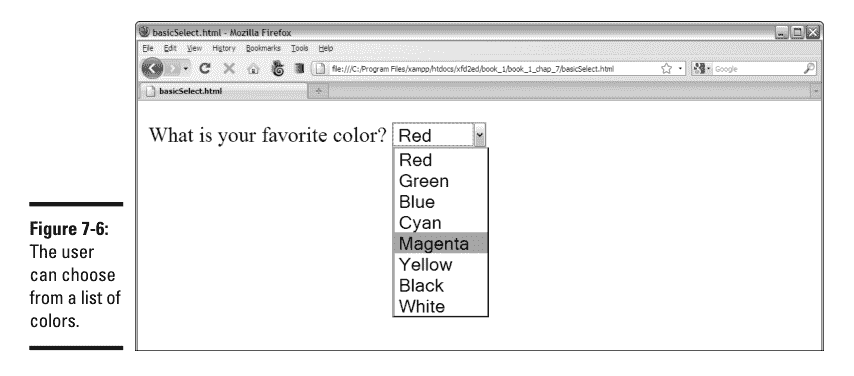 basicSelect.html - Mozilla Firefox
File Edit View History Bookmarks Tools Help
file:///C:/Program Files/xampp/htdocs/xfd2ed/book_1/book_1_chap_7/basicSelect.html
Google
basicSelect.html
What is your favorite color? Red
Red
Green
Blue
Cyan
Magenta
Yellow
Black
White
Figure 7-6:
The user
can choose
from a list of
colors.